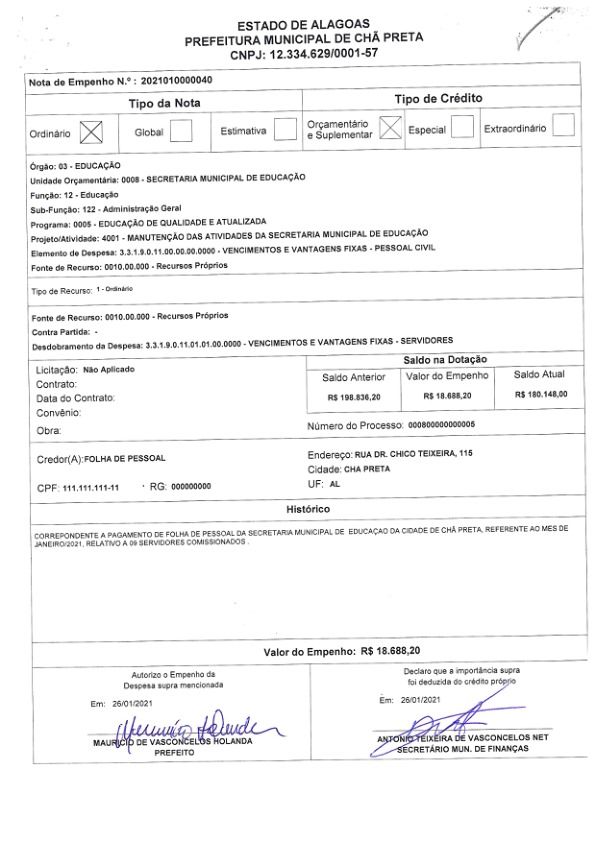 ESTADO DE ALAGOAS
PREFEITURA MUNICIPAL DE CHÃ PRETA
CNPJ: 12.334.629/0001-57
Nota de Empenho N.º : 2021010000040
Tipo da Nota
Tipo de Crédito
Ordinário
Global
Estimativa
Orçamentário
e Suplementar
Especial
Extraordinário
Órgão: 03 - EDUCAÇÃO
Unidade Orçamentária: 0008 - SECRETARIA MUNICIPAL DE EDUCAÇÃO
Função: 12 - Educação
Sub-Função: 122 - Administração Geral
Programa: 0005 - EDUCAÇÃO DE QUALIDADE E ATUALIZADA
Projeto/Atividade: 4001 - MANUTENÇÃO DAS ATIVIDADES DA SECRETARIA MUNICIPAL DE EDUCAÇÃO
Elemento de Despesa: 3.3.1.9.0.11.00.00.00.0000 - VENCIMENTOS E VANTAGENS FIXAS - PESSOAL CIVIL
Fonte de Recurso: 0010.00.000 - Recursos Próprios
Tipo de Recurso: 1 - Ordinário
Fonte de Recurso: 0010.00.000 - Recursos Próprios
Contra Partida: -
Desdobramento da Despesa: 3.3.1.9.0.11.01.01.00.0000 - VENCIMENTOS E VANTAGENS FIXAS - SERVIDORES
Licitação: Não Aplicado
Contrato:
Data do Contrato:
Convênio:
Obra:
Saldo na Dotação
Saldo Anterior
Valor do Empenho
Saldo Atual
R$ 198.836,20
R$ 18.688,20
R$ 180.148,00
Número do Processo: 000800000000005
Credor(A):FOLHA DE PESSOAL
CPF: 111.111.111-11
RG: 000000000
Endereço: RUA DR. CHICO TEIXEIRA, 115
Cidade: CHA PRETA
UF: AL
Histórico
CORREPONDENTE A PAGAMENTO DE FOLHA DE PESSOAL DA SECRETARIA MUNICIPAL DE EDUCAÇAO DA CIDADE DE CHÃ PRETA, REFERENTE AO MES DE
JANEIRO/2021, RELATIVO A 09 SERVIDORES COMISSIONADOS .
Valor do Empenho: R$ 18.688,20
Autorizo o Empenho da
Despesa supra mencionada
Em: 26/01/2021
MAURICIO DE VASCONCELOS HOLANDA
PREFEITO
Declaro que a importância supra
foi deduzida do crédito próprio
Em: 26/01/2021
ANTONIO TEIXEIRA DE VASCONCELOS NET
SECRETÁRIO MUN. DE FINANÇAS